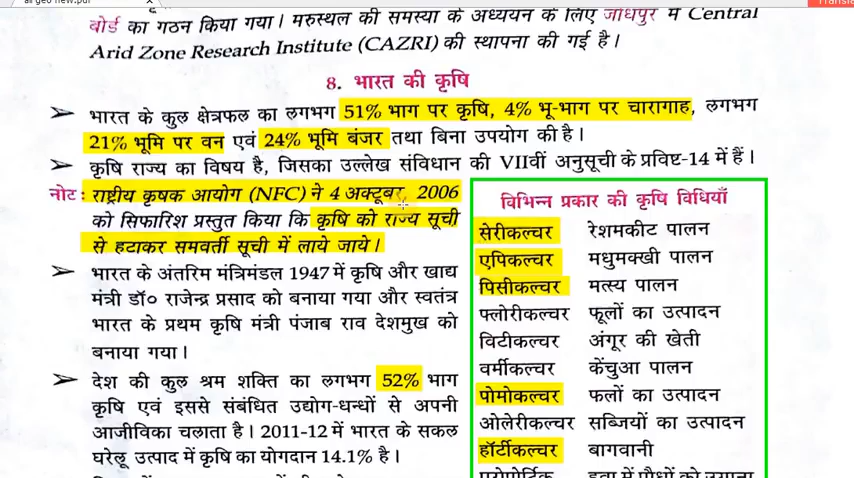 al geo new.pdf
बोर्ड का गठन किया गया। मरुस्थल की समस्या के अध्ययन के लिए जोधपुर में Central
Arid Zone Research Institute (CAZRI) की स्थापना की गई है।
8. भारत की कृषि
➢ भारत के कुल क्षेत्रफल का लगभग 51% भाग पर कृषि, 4% भू-भाग पर चारागाह, लगभग
21% भूमि पर वन एवं 24% भूमि बंजर तथा बिना उपयोग की है।
➢ कृषि राज्य का विषय है, जिसका उल्लेख संविधान की VIIवीं अनुसूची के प्रविष्ट-14 में हैं।
नोट : राष्ट्रीय कृषक आयोग (NFC) ने 4 अक्टूबर, 2006
को सिफारिश प्रस्तुत किया कि कृषि को राज्य सूची
से हटाकर समवर्ती सूची में लाये जाये।
➢ भारत के अंतरिम मंत्रिमंडल 1947 में कृषि और खाद्य
मंत्री डॉ० राजेन्द्र प्रसाद को बनाया गया और स्वतंत्र
भारत के प्रथम कृषि मंत्री पंजाब राव देशमुख को
बनाया गया।
➢ देश की कुल श्रम शक्ति का लगभग 52% भाग
कृषि एवं इससे संबंधित उद्योग-धन्धों से अपनी
आजीविका चलाता है। 2011-12 में भारत के सकल
घरेलू उत्पाद में कृषि का योगदान 14.1% है।
विभिन्न प्रकार की कृषि विधियाँ
सेरीकल्चर रेशमकीट पालन
एपिकल्चर मधुमक्खी पालन
पिसीकल्चर मत्स्य पालन
फ्लोरीकल्चर फूलों का उत्पादन
विटीकल्चर अंगूर की खेती
वर्मीकल्चर केंचुआ पालन
पोमोकल्चर फलों का उत्पादन
ओलेरीकल्चर सब्जियों का उत्पादन
हॉर्टीकल्चर बागवानी
हवा में पौधों को उगाना